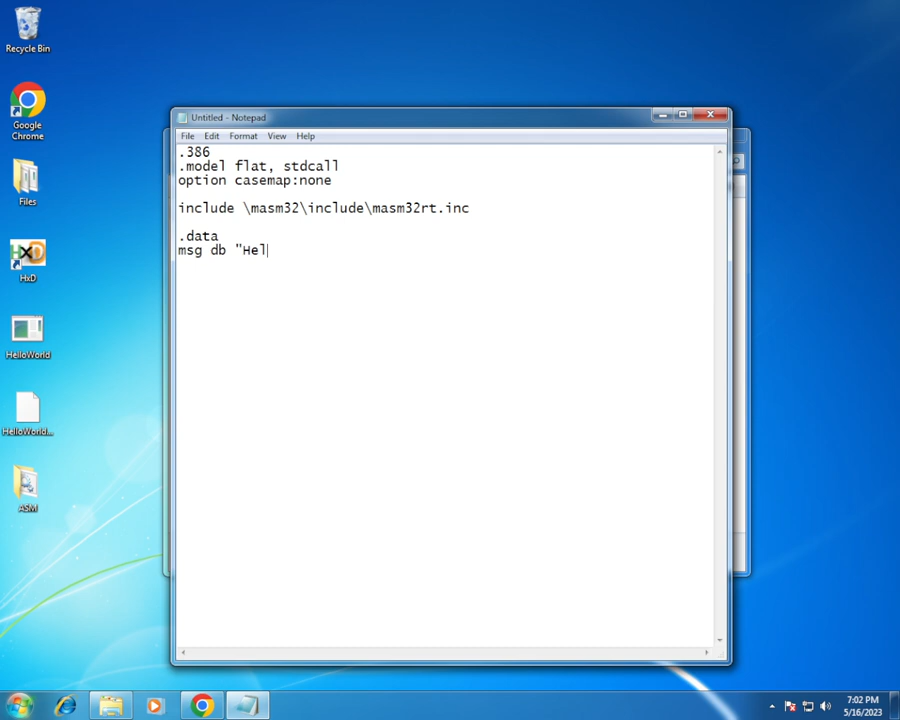 Recycle Bin
Google
Chrome
Files
HxD
HelloWorld
HelloWorld...
ASM
Untitled - Notepad
File Edit Format View Help
.386
.model flat, stdcall
option casemap:none
include \masm32\include\masm32rt.inc
.data
msg db "Hel
7:02 PM
5/16/2023